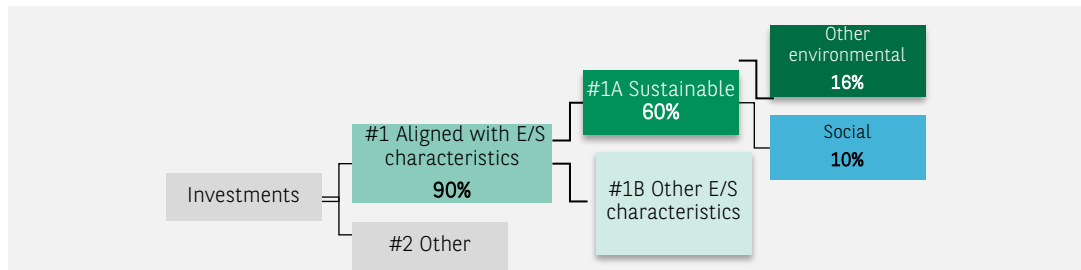 Other
environmental
16%
#1A Sustainable
60%
Social
10%
#1 Aligned with E/S
characteristics
90%
#1B Other E/S
characteristics
Investments
#2 Other